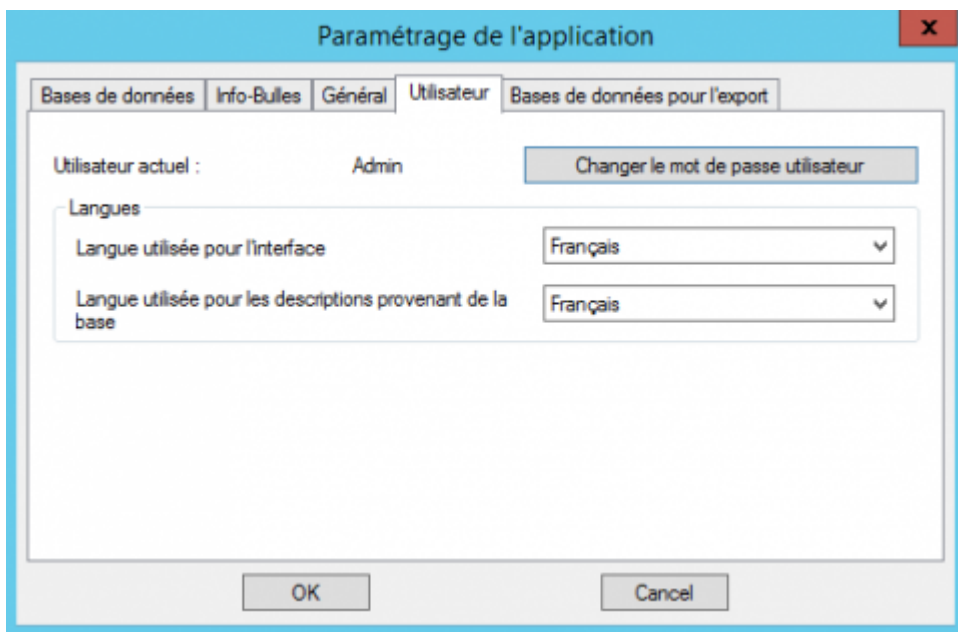 Paramétrage de l'application
x
Bases de données Info-Bulles Général Utilisateur Bases de données pour l'export
Utilisateur actuel : Admin Changer le mot de passe utilisateur
Langues
Langue utilisée pour l'interface Français
Langue utilisée pour les descriptions provenant de la
base
Français
OK Cancel